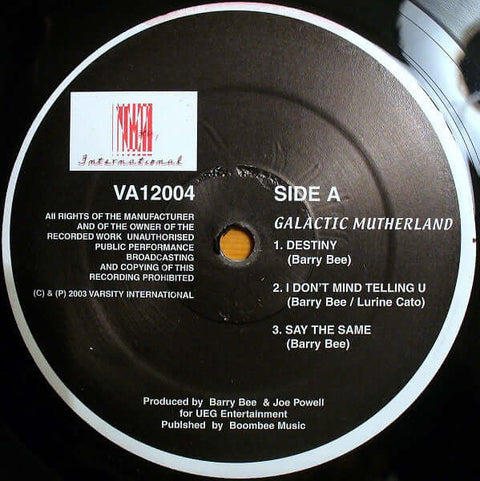 International
VA12004
All RIGHTS OF THE MANUFACTURER
AND OF THE OWNER OF THE
RECORDED WORK UNAUTHORISED
PUBLIC PERFORMANCE
BROADCASTING
AND COPYING OF THIS
RECORDING PROHIBITED
(C) & (P) 2003 VARSITY INTERNATIONAL
SIDE A
GALACTIC MUTHERLAND
1. DESTINY
(Barry Bee)
2. I DON'T MIND TELLING U
(Barry Bee / Lurine Cato)
3. SAY THE SAME
(Barry Bee)
Produced by Barry Bee & Joe Powell
for UEG Entertainment
Publshed by Boombee Music